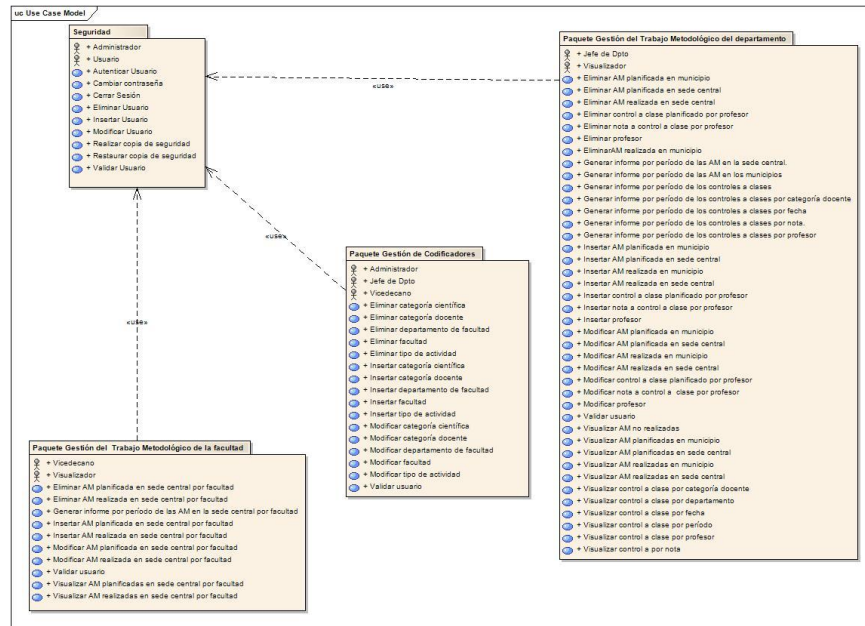 uc Use Case Model
Seguridad
+ Administrador
+ Usuario
+ Autenticar Usuario
+ Cambiar contraseña
+ Cerrar Sesión
+ Eliminar Usuario
+ Insertar Usuario
+ Modificar Usuario
+ Realizar copia de seguridad
+ Restaurar copia de seguridad
+ Validar Usuario
«use»
«use»
«use»
Paquete Gestión del Trabajo Metodológico del departamento
+ Jefe de Dpto
+ Visualizador
+ Eliminar AM planificada en municipio
+ Eliminar AM planificada en sede central
+ Eliminar AM realizada en sede central
+ Eliminar control a clase planificado por profesor
+ Eliminar nota a control a clase por profesor
+ Eliminar profesor
+ EliminarAM realizada en municipio
+ Generar informe por período de las AM en la sede central.
+ Generar informe por período de las AM en los municipios
+ Generar informe por período de los controles a clases
+ Generar informe por período de los controles a clases por categoría docente
+ Generar informe por período de los controles a clases por fecha
+ Generar informe por período de los controles a clases por nota.
+ Generar informe por período de los controles a clases por profesor
+ Insertar AM planificada en municipio
+ Insertar AM planificada en sede central
+ Insertar AM realizada en municipio
+ Insertar AM realizada en sede central
+ Insertar control a clase planificado por profesor
+ Insertar nota a control a clase por profesor
+ Insertar profesor
+ Modificar AM planificada en municipio
+ Modificar AM planificada en sede central
+ Modificar AM realizada en municipio
+ Modificar AM realizada en sede central
+ Modificar control a clase planificado por profesor
+ Modificar nota a control a clase por profesor
+ Modificar profesor
+ Validar usuario
+ Visualizar AM no realizadas
+ Visualizar AM planificadas en municipio
+ Visualizar AM planificadas en sede central
+ Visualizar AM realizadas en municipio
+ Visualizar AM realizadas en sede central
+ Visualizar control a clase por categoría docente
+ Visualizar control a clase por departamento
+ Visualizar control a clase por fecha
+ Visualizar control a clase por período
+ Visualizar control a clase por profesor
+ Visualizar control a por nota
Paquete Gestión de Codificadores
+ Administrador
+ Jefe de Dpto
+ Vicedecano
+ Eliminar categoría científica
+ Eliminar categoría docente
+ Eliminar departamento de facultad
+ Eliminar facultad
+ Eliminar tipo de actividad
+ Insertar categoría científica
+ Insertar categoría docente
+ Insertar departamento de facultad
+ Insertar facultad
+ Insertar tipo de actividad
+ Modificar categoría científica
+ Modificar categoría docente
+ Modificar departamento de facultad
+ Modificar facultad
+ Modificar tipo de actividad
+ Validar usuario
Paquete Gestión del Trabajo Metodológico de la facultad
+ Vicedecano
+ Visualizador
+ Eliminar AM planificada en sede central por facultad
+ Eliminar AM realizada en sede central por facultad
+ Generar informe por período de las AM en la sede central por facultad
+ Insertar AM planificada en sede central por facultad
+ Insertar AM realizada en sede central por facultad
+ Modificar AM planificada en sede central por facultad
+ Modificar AM realizada en sede central por facultad
+ Validar usuario
+ Visualizar AM planificadas en sede central por facultad
+ Visualizar AM realizadas en sede central por facultad